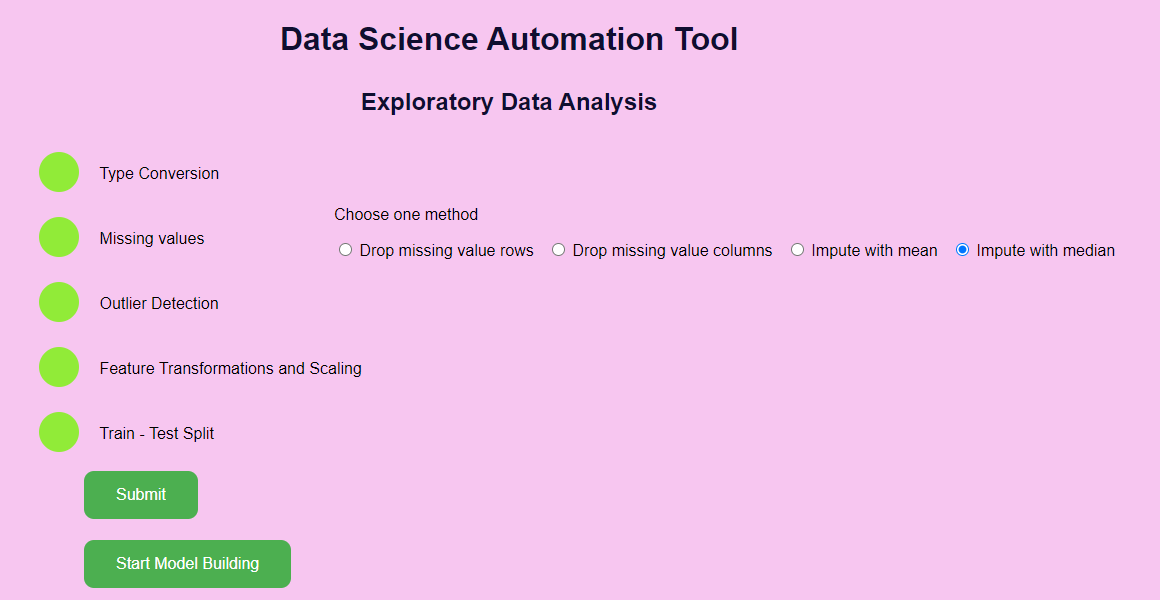 Data Science Automation Tool
Exploratory Data Analysis
Type Conversion
Choose one method
Missing values
Drop missing value rows Drop missing value columns Impute with mean Impute with median
Outlier Detection
Feature Transformations and Scaling
Train - Test Split
Submit
Start Model Building